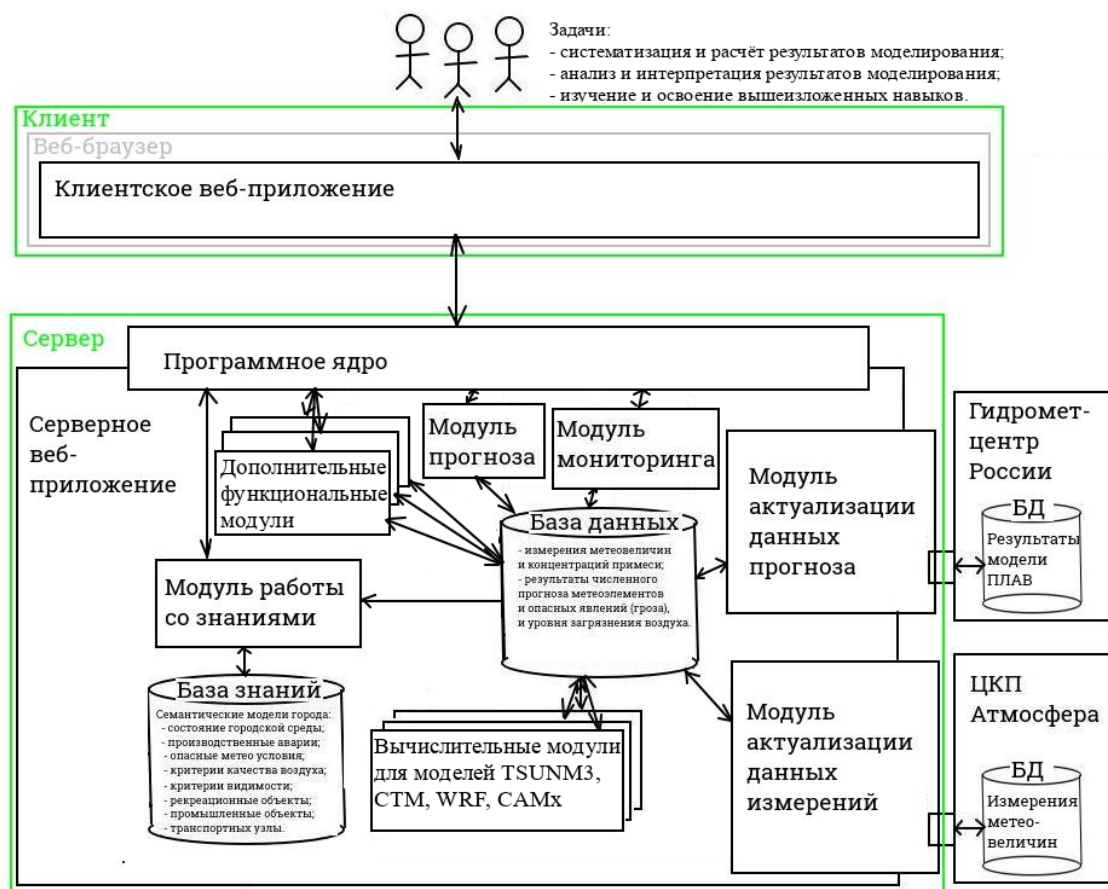 Задачи:
- систематизация и расчёт результатов моделирования;
- анализ и интерпретация результатов моделирования;
- изучение и освоение вышеизложенных навыков.
Клиент
Веб-браузер
Клиентское веб-приложение
Сервер
Программное ядро
Серверное
веб-
приложение
Дополнительные
функциональные
модули
Модуль
прогноза
Модуль
мониторинга
Модуль
актуализации
данных
прогноза
Гидромет-
центр
России
БД
Результаты
модели
ПЛАВ
База данных
- измерения метеовеличин
и концентраций примеси;
- результаты численного
прогноза метеоэлементов
и опасных явлений (гроза),
и уровня загрязнения воздуха.
Модуль работы
со знаниями
База знаний
Семантические модели города:
- состояние городской среды;
- производственные аварии;
- опасные метео условия;
- критерии качества воздуха;
- критерии видимости;
- рекреационные объекты;
- промышленные объекты;
- транспортных узлы.
Вычислительные модули
для моделей TSUNM3,
CTM, WRF, CAMx
Модуль
актуализации
данных
измерений
ЦКП
Атмосфера
БД
Измерения
метео-
величин